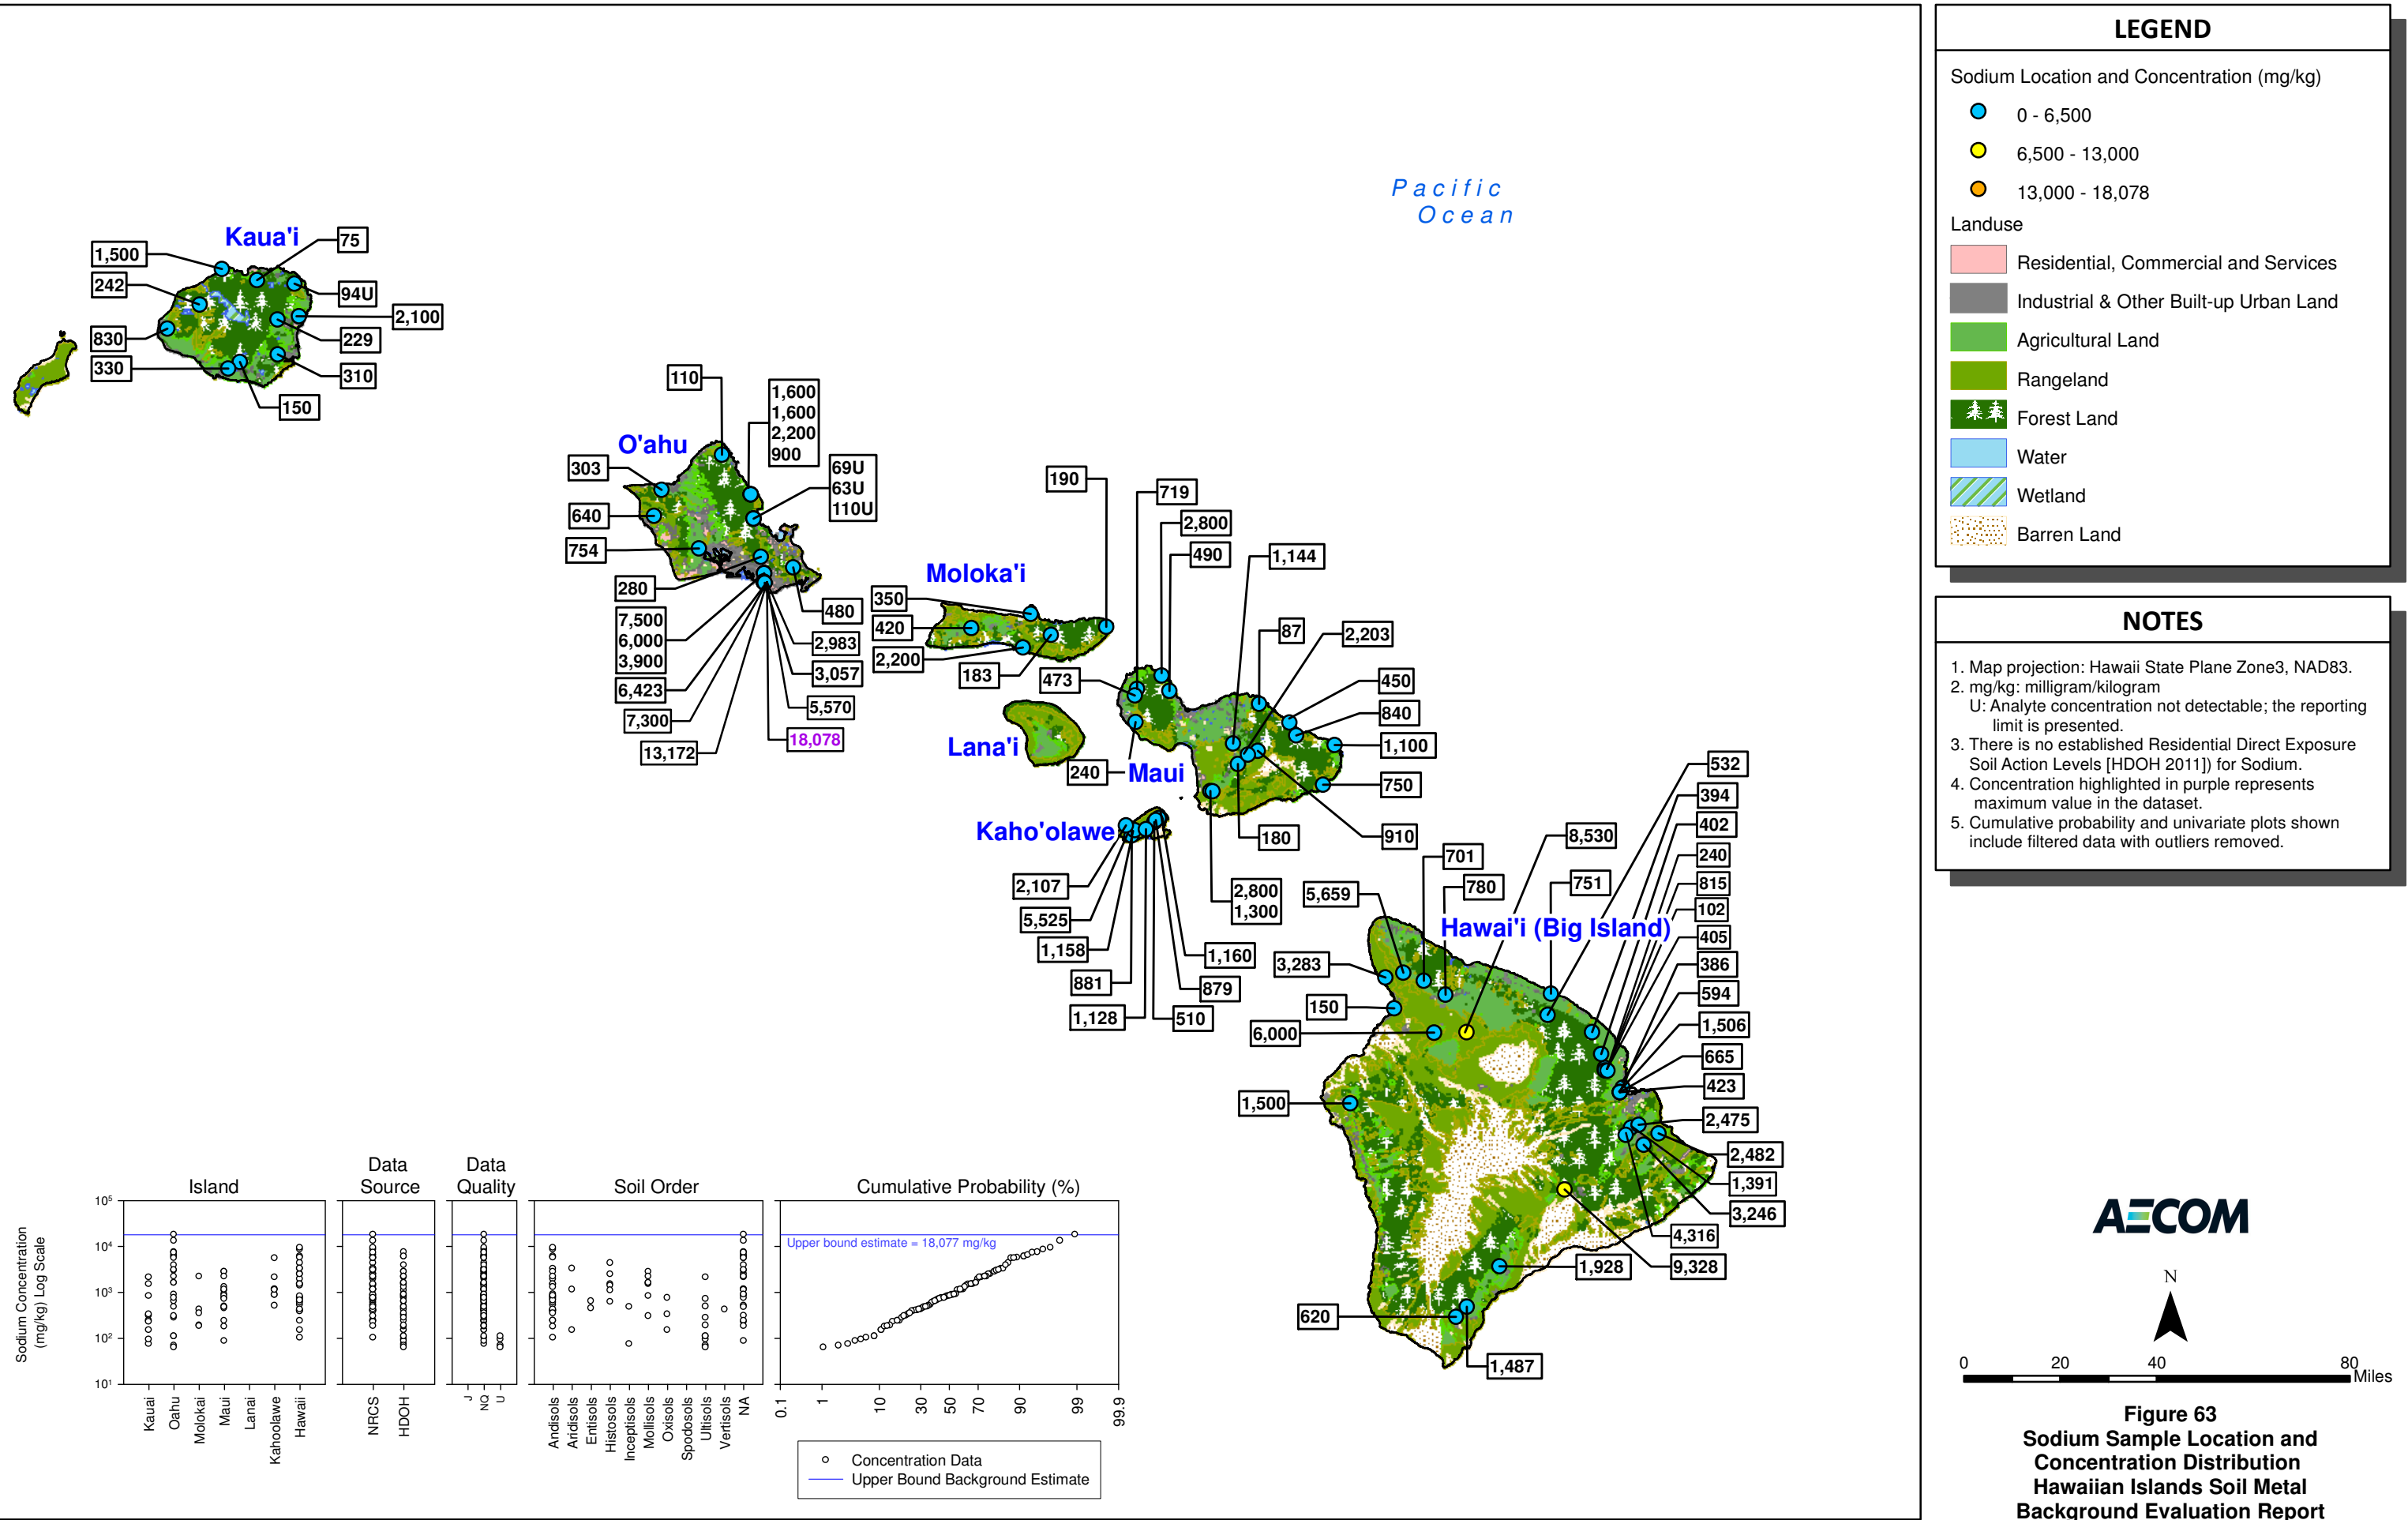 Pacific
Ocean
Kaua'i
1,500
242
830
330
75
94U
2,100
229
310
150
O'ahu
110
1,600
1,600
2,200
900
69U
63U
110U
303
640
754
280
7,500
6,000
3,900
6,423
7,300
13,172
480
2,983
3,057
5,570
18,078
Moloka'i
190
350
420
2,200
183
Lana'i
Maui
719
2,800
490
473
240
1,144
87
2,203
450
840
1,100
750
910
180
2,800
1,300
Kaho'olawe
2,107
5,525
1,158
881
1,128
1,160
879
510
Hawai'i (Big Island)
5,659
701
780
8,530
751
532
394
402
240
815
102
405
386
594
1,506
665
423
2,475
2,482
1,391
3,246
4,316
9,328
1,928
3,283
150
6,000
1,500
620
1,487
Sodium Concentration
(mg/kg) Log Scale
10⁵
10⁴
10³
10²
10¹
Island
Kauai
Oahu
Molokai
Maui
Lanai
Kahoolawe
Hawaii
Data
Source
NRCS
HDOH
Data
Quality
J
NQ
U
Soil Order
Andisols
Aridisols
Entisols
Histosols
Inceptisols
Mollisols
Oxisols
Spodosols
Ultisols
Vertisols
NA
Cumulative Probability (%)
Upper bound estimate = 18,077 mg/kg
0.1
1
10
30
50
70
90
99
99.9
Concentration Data
Upper Bound Background Estimate
LEGEND
Sodium Location and Concentration (mg/kg)
0 - 6,500
6,500 - 13,000
13,000 - 18,078
Landuse
Residential, Commercial and Services
Industrial & Other Built-up Urban Land
Agricultural Land
Rangeland
Forest Land
Water
Wetland
Barren Land
NOTES
1. Map projection: Hawaii State Plane Zone3, NAD83.
2. mg/kg: milligram/kilogram
U: Analyte concentration not detectable; the reporting
limit is presented.
3. There is no established Residential Direct Exposure
Soil Action Levels [HDOH 2011]) for Sodium.
4. Concentration highlighted in purple represents
maximum value in the dataset.
5. Cumulative probability and univariate plots shown
include filtered data with outliers removed.
AECOM
N
0 20 40 80
Miles
Figure 63
Sodium Sample Location and
Concentration Distribution
Hawaiian Islands Soil Metal
Background Evaluation Report